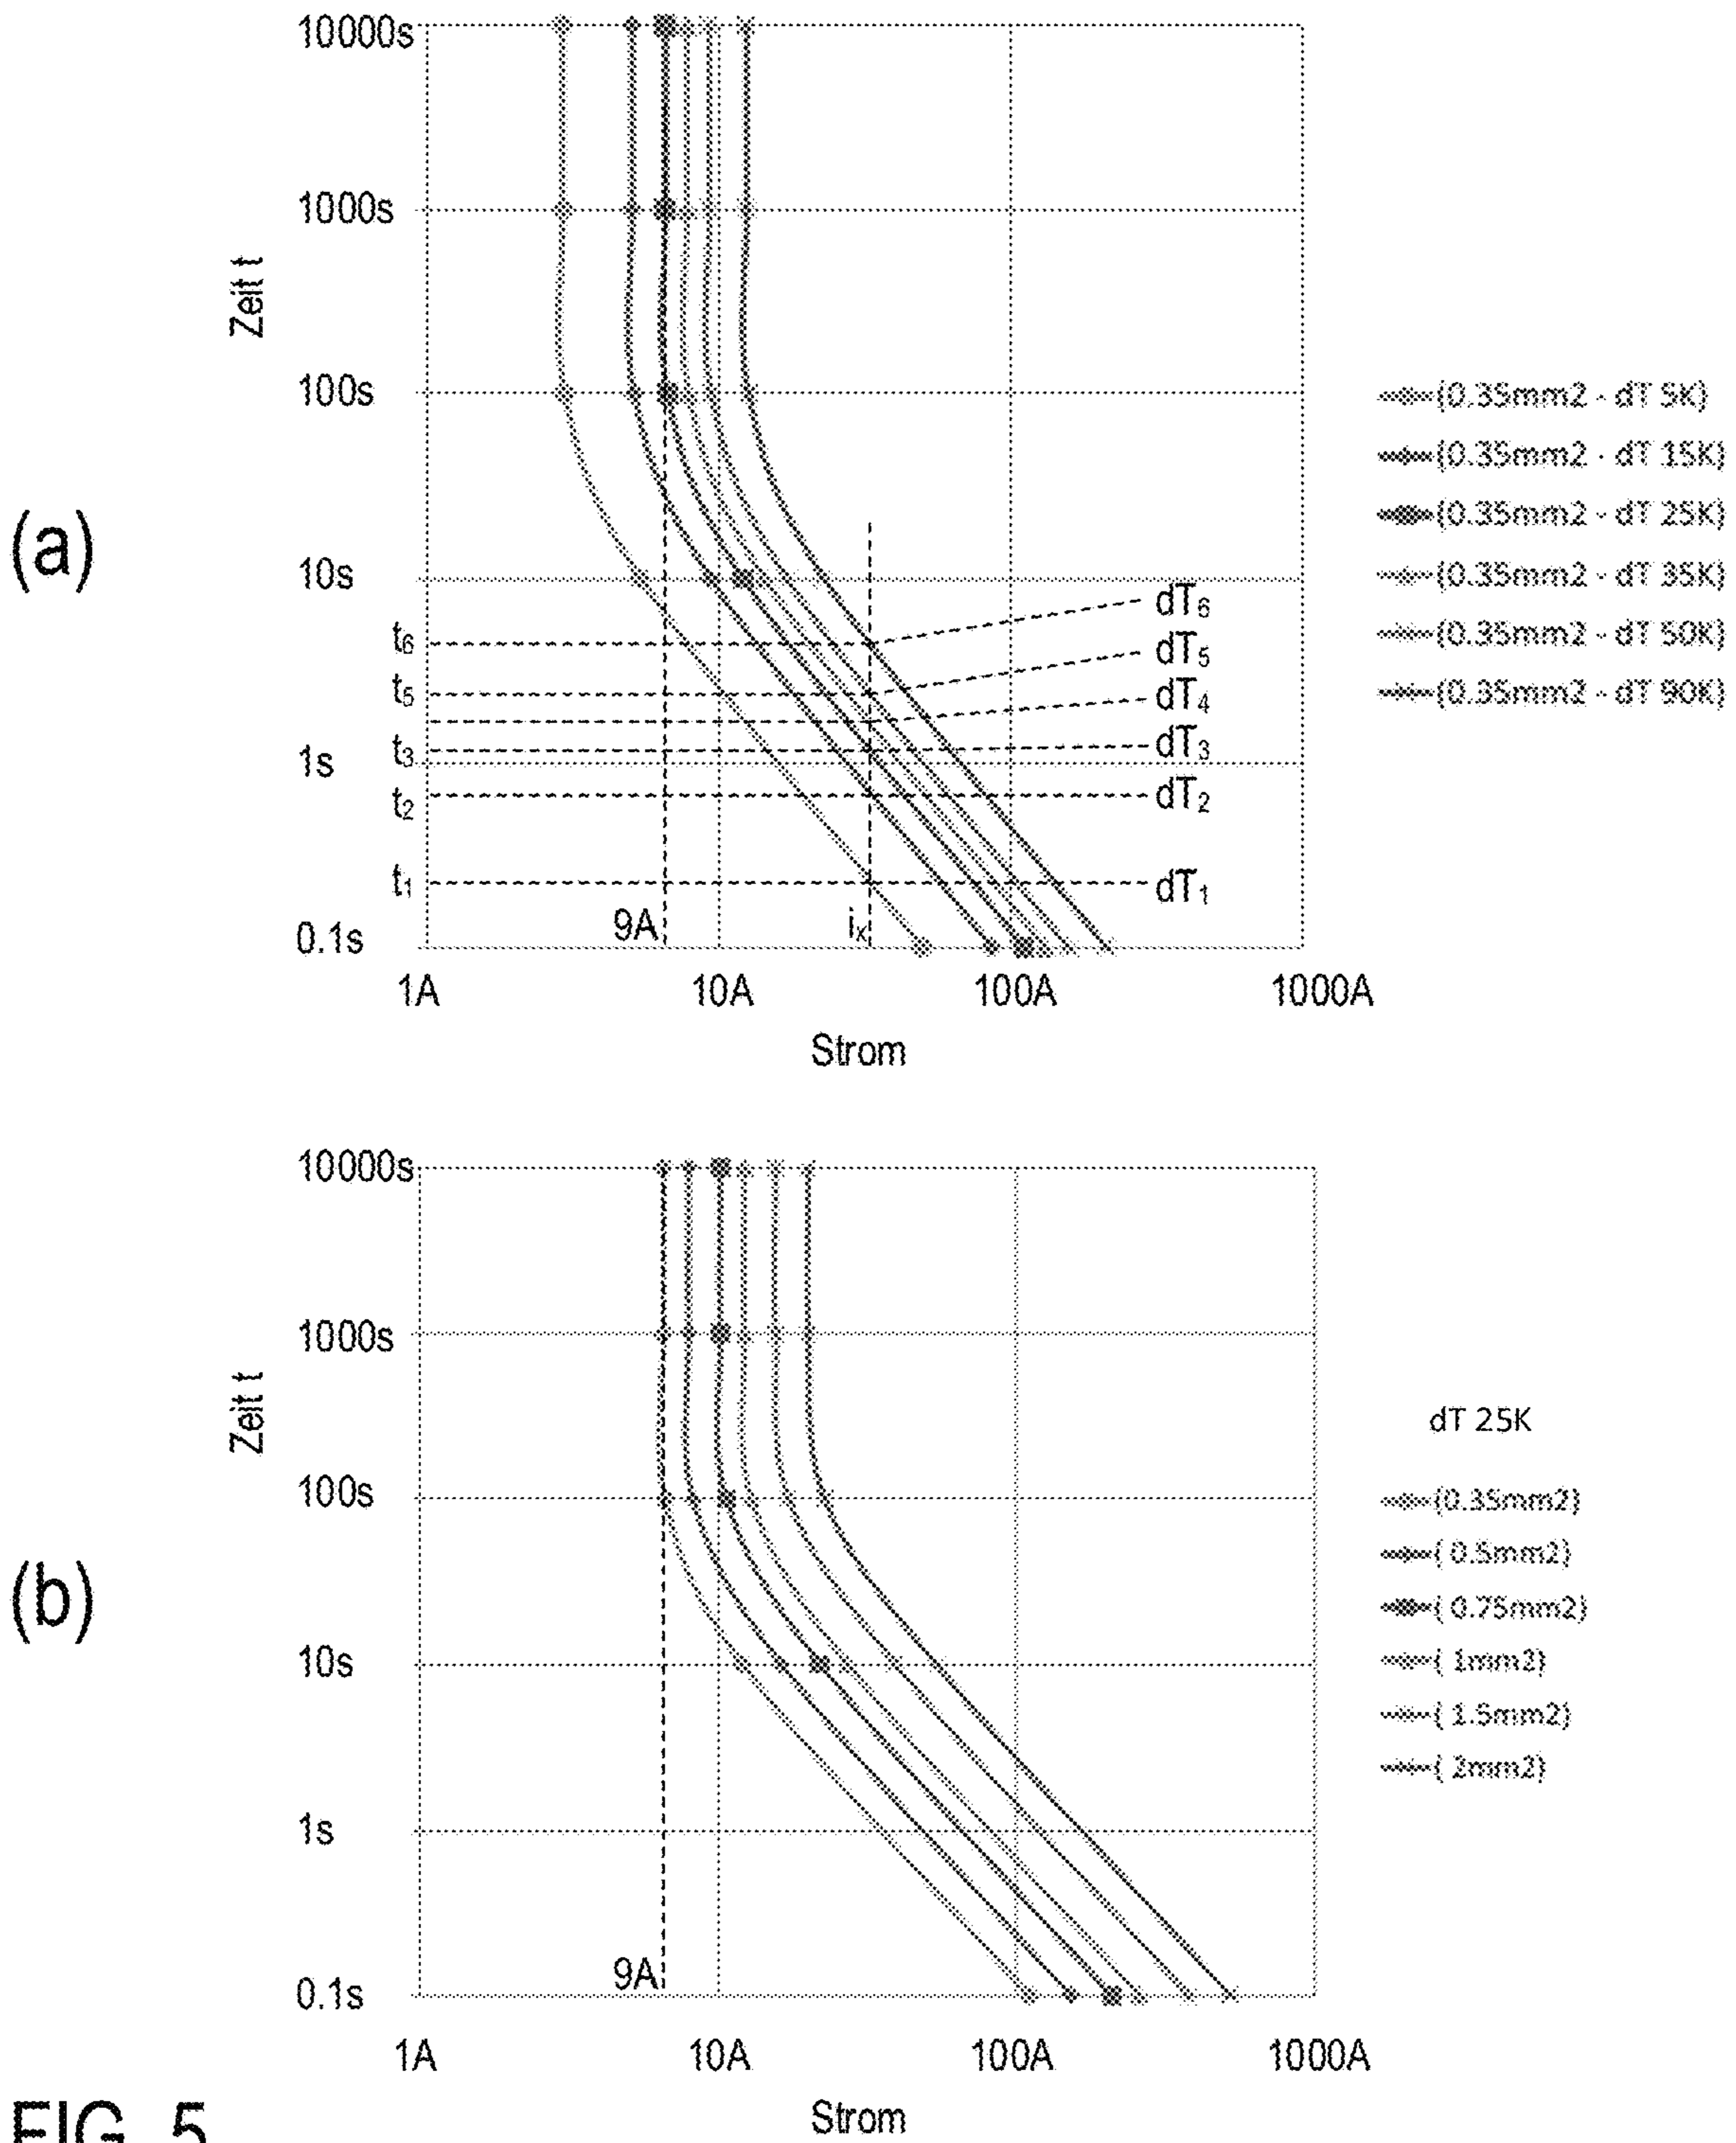 (a)
Zeit t
10000s
1000s
100s
10s
1s
0.1s
t6
t5
t3
t2
t1
9A
ix
dT6
dT5
dT4
dT3
dT2
dT1
1A
10A
100A
1000A
Strom
(0.35mm2 - dT 5K)
(0.35mm2 - dT 15K)
(0.35mm2 - dT 25K)
(0.35mm2 - dT 35K)
(0.35mm2 - dT 50K)
(0.35mm2 - dT 90K)
(b)
Zeit t
10000s
1000s
100s
10s
1s
0.1s
9A
1A
10A
100A
1000A
Strom
dT 25K
(0.35mm2)
( 0.5mm2)
( 0.75mm2)
( 1mm2)
( 1.5mm2)
( 2mm2)
FIG. 5